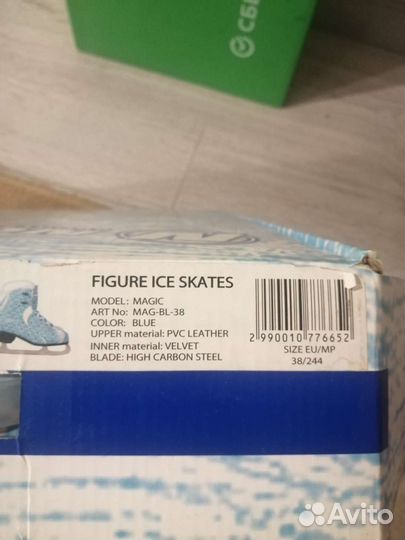 СБ
FIGURE ICE SKATES
MODEL: MAGIC
ART No: MAG-BL-38
COLOR: BLUE
UPPER material: PVC LEATHER
INNER material: VELVET
BLADE: HIGH CARBON STEEL
2 990010 776652
SIZE EU/MP
38/244
Avito